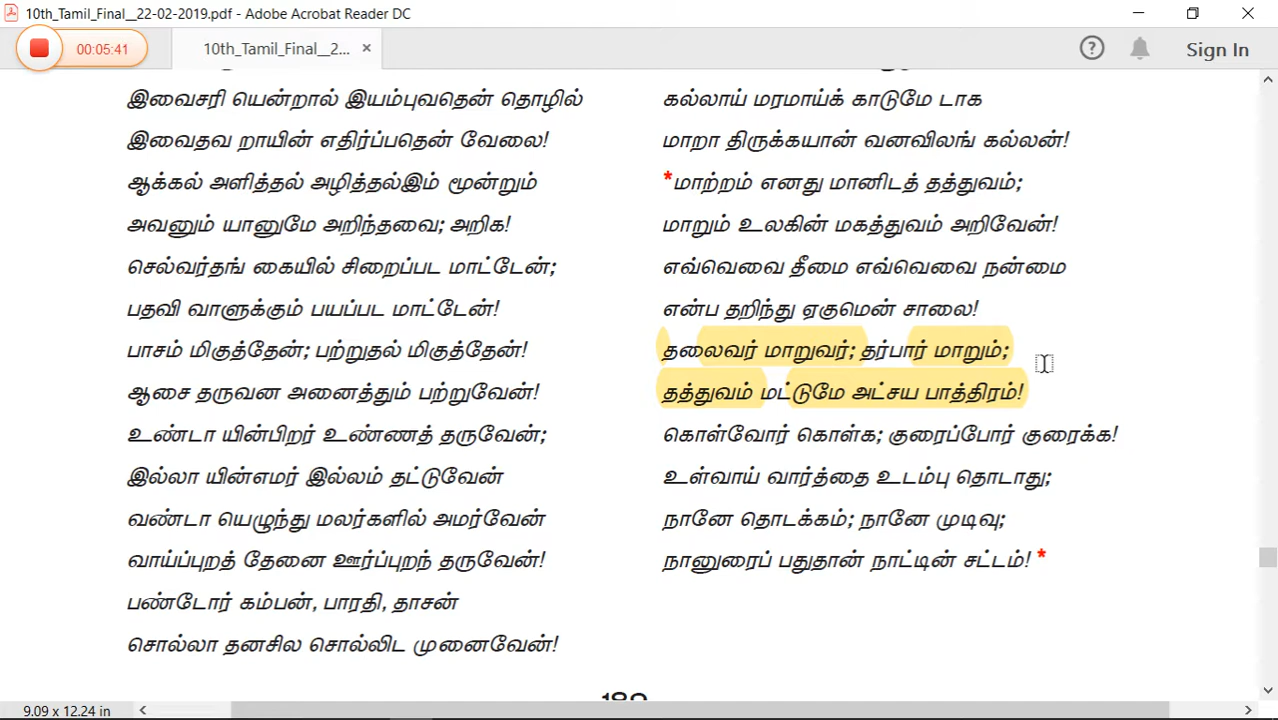 10th_Tamil_Final__22-02-2019.pdf - Adobe Acrobat Reader DC
00:05:41
10th_Tamil_Final__2...
Sign In
இவைசரி யென்றால் இயம்புவதென் தொழில்
இவைதவ றாயின் எதிர்ப்பதென் வேலை!
ஆக்கல் அளித்தல் அழித்தல்இம் மூன்றும்
அவனும் யானுமே அறிந்தவை; அறிக!
செல்வர்தங் கையில் சிறைப்பட மாட்டேன்;
பதவி வாளுக்கும் பயப்பட மாட்டேன்!
பாசம் மிகுத்தேன்; பற்றுதல் மிகுத்தேன்!
ஆசை தருவன அனைத்தும் பற்றுவேன்!
உண்டா யின்பிறர் உண்ணத் தருவேன்;
இல்லா யின்எமர் இல்லம் தட்டுவேன்
வண்டா யெழுந்து மலர்களில் அமர்வேன்
வாய்ப்புறத் தேனை ஊர்ப்புறந் தருவேன்!
பண்டோர் கம்பன், பாரதி, தாசன்
சொல்லா தனசில சொல்லிட முனைவேன்!
கல்லாய் மரமாய்க் காடுமே டாக
மாறா திருக்கயான் வனவிலங் கல்லன்!
*மாற்றம் எனது மானிடத் தத்துவம்;
மாறும் உலகின் மகத்துவம் அறிவேன்!
எவ்வெவை தீமை எவ்வெவை நன்மை
என்ப தறிந்து ஏகுமென் சாலை!
தலைவர் மாறுவர்; தர்பார் மாறும்;
தத்துவம் மட்டுமே அட்சய பாத்திரம்!
கொள்வோர் கொள்க; குரைப்போர் குரைக்க!
உள்வாய் வார்த்தை உடம்பு தொடாது;
நானே தொடக்கம்; நானே முடிவு;
நானுரைப் பதுதான் நாட்டின் சட்டம்! *
9.09 x 12.24 in